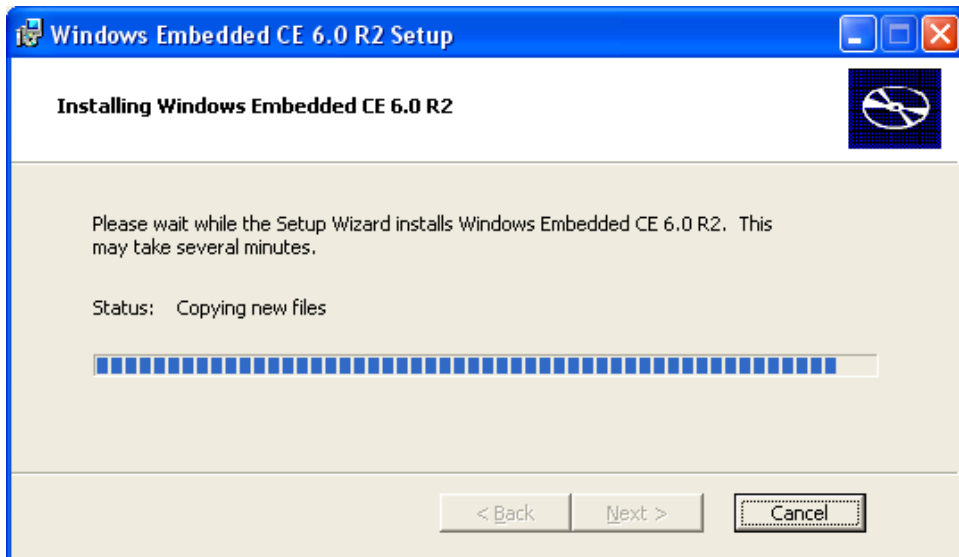 Windows Embedded CE 6.0 R2 Setup
Installing Windows Embedded CE 6.0 R2
Please wait while the Setup Wizard installs Windows Embedded CE 6.0 R2. This
may take several minutes.
Status: Copying new files
< Back Next > Cancel